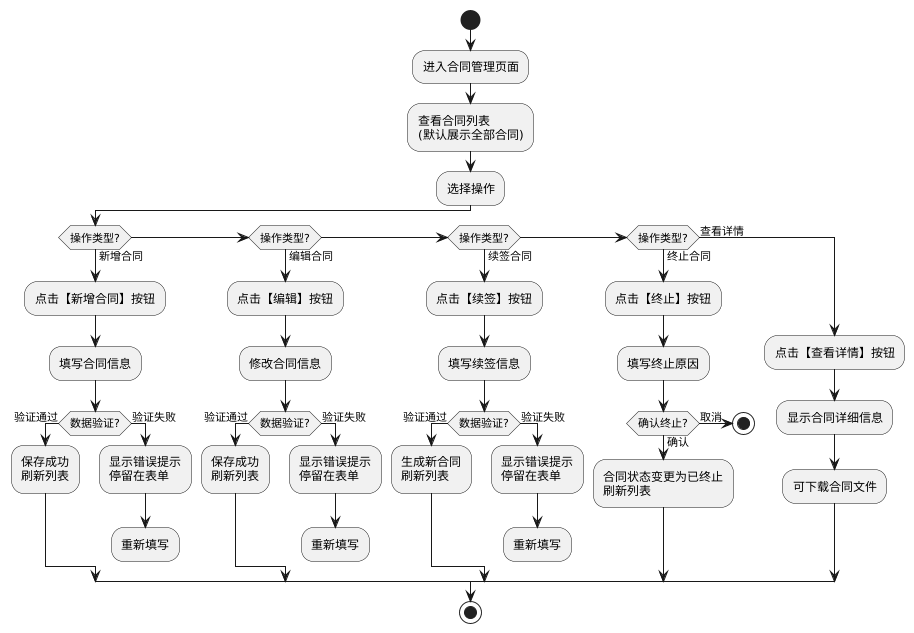 进入合同管理页面
查看合同列表
(默认展示全部合同)
选择操作
操作类型?
新增合同
点击【新增合同】按钮
填写合同信息
数据验证?
验证通过
验证失败
保存成功
刷新列表
显示错误提示
停留在表单
重新填写
操作类型?
编辑合同
点击【编辑】按钮
修改合同信息
数据验证?
验证通过
验证失败
保存成功
刷新列表
显示错误提示
停留在表单
重新填写
操作类型?
续签合同
点击【续签】按钮
填写续签信息
数据验证?
验证通过
验证失败
生成新合同
刷新列表
显示错误提示
停留在表单
重新填写
操作类型?
终止合同
点击【终止】按钮
填写终止原因
确认终止?
取消
确认
合同状态变更为已终止
刷新列表
查看详情
点击【查看详情】按钮
显示合同详细信息
可下载合同文件